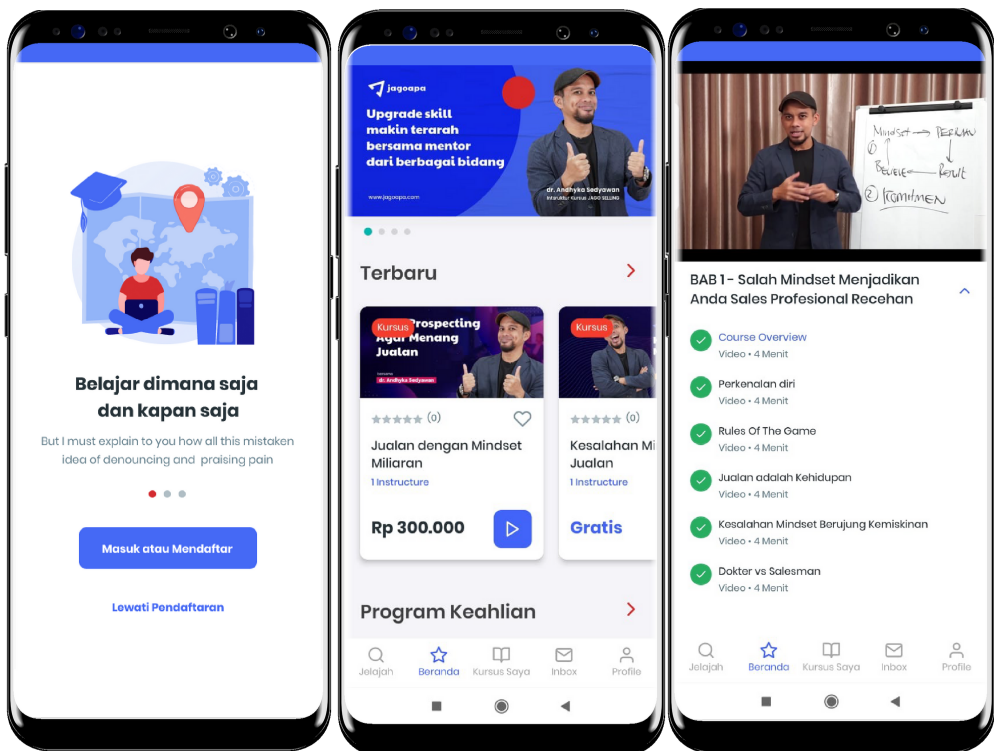 Belajar dimana saja
dan kapan saja
But I must explain to you how all this mistaken
idea of denouncing and praising pain
Masuk atau Mendaftar
Lewati Pendaftaran
jagoapa
Upgrade skill
makin terarah
bersama mentor
dari berbagai bidang
www.jagoapa.com
dr. Andhyka Sedyawan
Instruktur Kursus JAGO SELLING
Terbaru
Kursus
Prospecting
Agar Menang
Jualan
dr. Andhyka Sedyawan
(0)
Jualan dengan Mindset
Miliaran
1 Instructure
Rp 300.000
Kursus
(0)
Kesalahan Mi
Jualan
1 Instructure
Gratis
Program Keahlian
Jelajah
Beranda
Kursus Saya
Inbox
Profile
Mindset
①
BELIEVE
Result
② KOMITMEN
BAB 1 - Salah Mindset Menjadikan
Anda Sales Profesional Recehan
Course Overview
Video • 4 Menit
Perkenalan diri
Video • 4 Menit
Rules Of The Game
Video • 4 Menit
Jualan adalah Kehidupan
Video • 4 Menit
Kesalahan Mindset Berujung Kemiskinan
Video • 4 Menit
Dokter vs Salesman
Video • 4 Menit
Jelajah
Beranda
Kursus Saya
Inbox
Profile